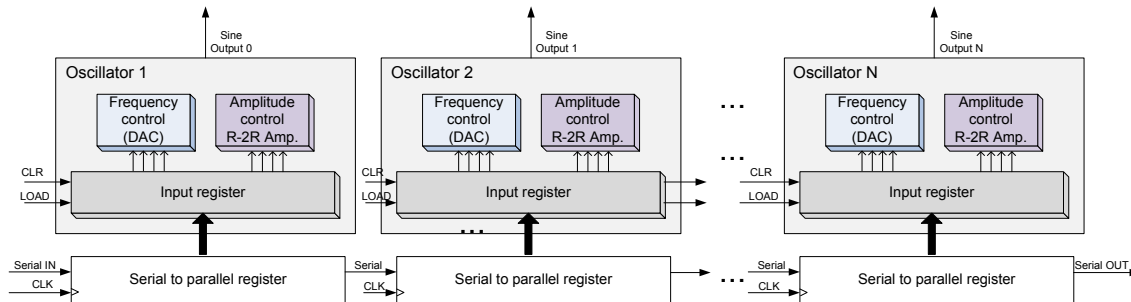 Sine
Output 0
Sine
Output 1
Sine
Output N
Oscillator 1
Oscillator 2
Oscillator N
Frequency
control
(DAC)
Amplitude
control
R-2R Amp.
Frequency
control
(DAC)
Amplitude
control
R-2R Amp.
...
Frequency
control
(DAC)
Amplitude
control
R-2R Amp.
...
CLR
LOAD
Input register
CLR
LOAD
Input register
CLR
LOAD
Input register
...
Serial IN
CLK
Serial to parallel register
Serial
CLK
Serial to parallel register
...
Serial
CLK
Serial to parallel register
Serial OUT